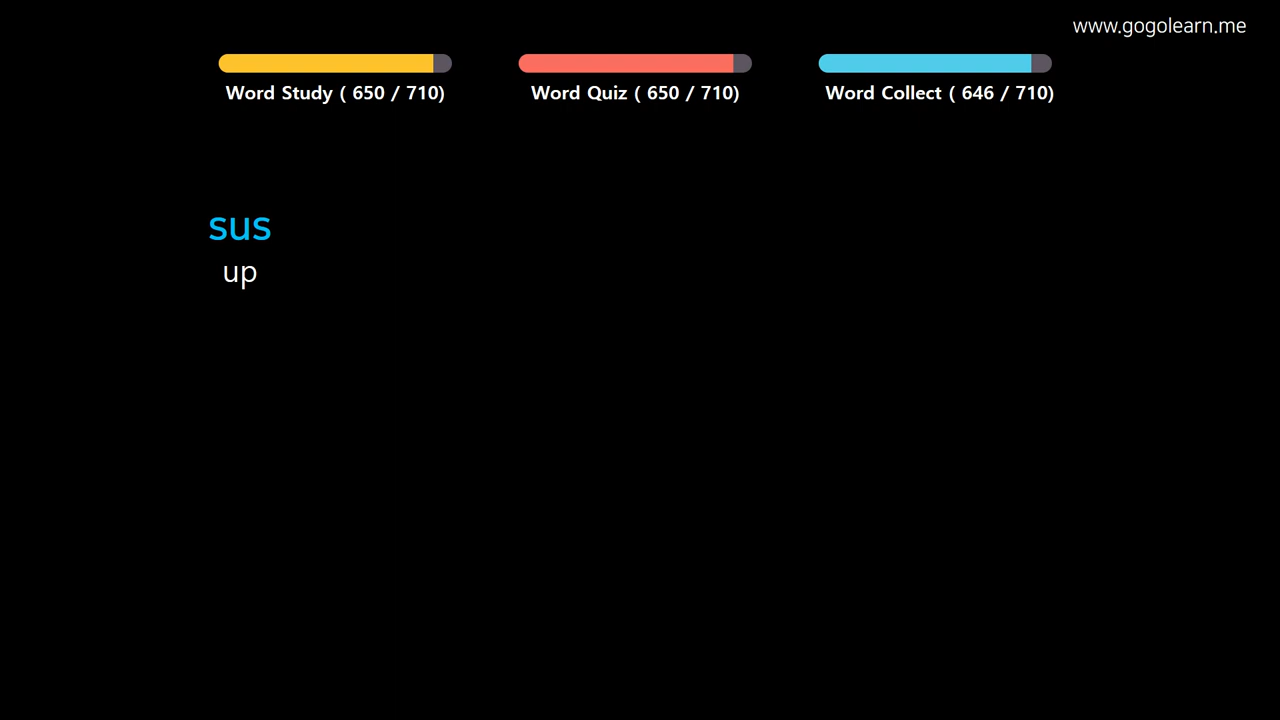 www.gogolearn.me
Word Study ( 650 / 710)
Word Quiz ( 650 / 710)
Word Collect ( 646 / 710)
sus
up